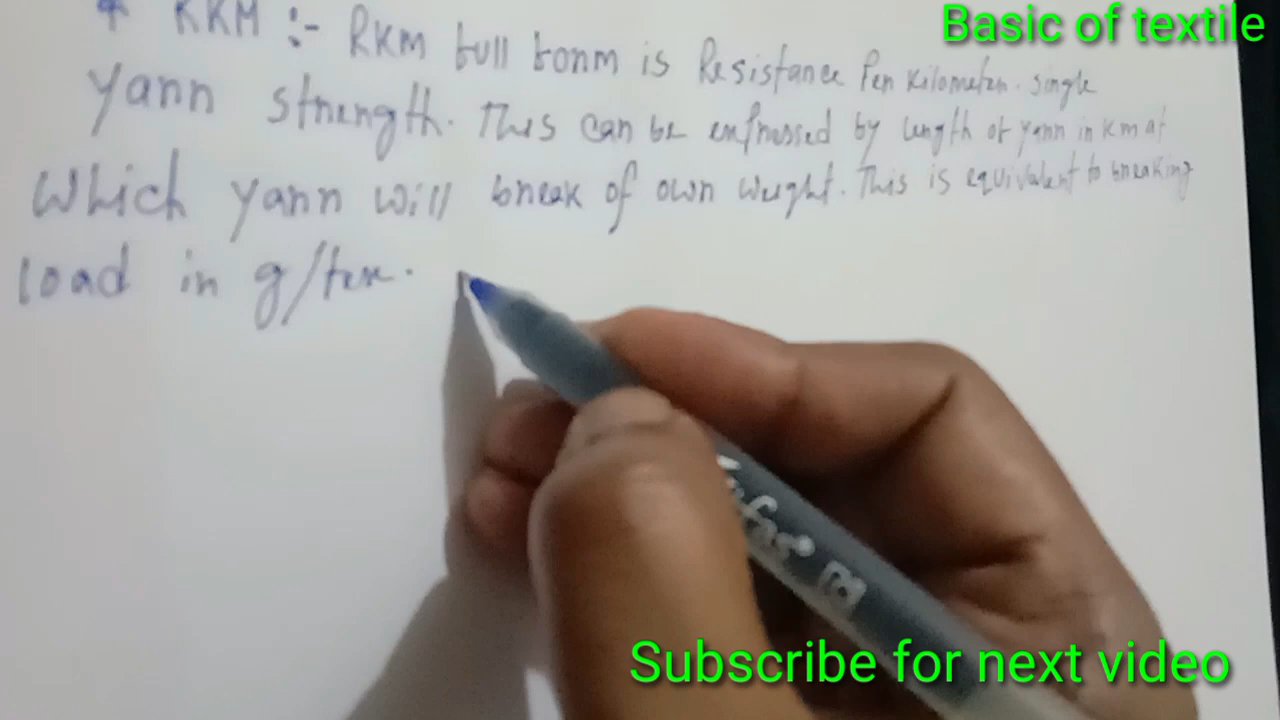 Basic of textile
* RKM :- RKM full form is Resistance Per Kilometer. Single
yarn strength. This can be expressed by length of yarn in km at
which yarn will break of own weight. This is equivalent to breaking
load in g/tex.
Subscribe for next video